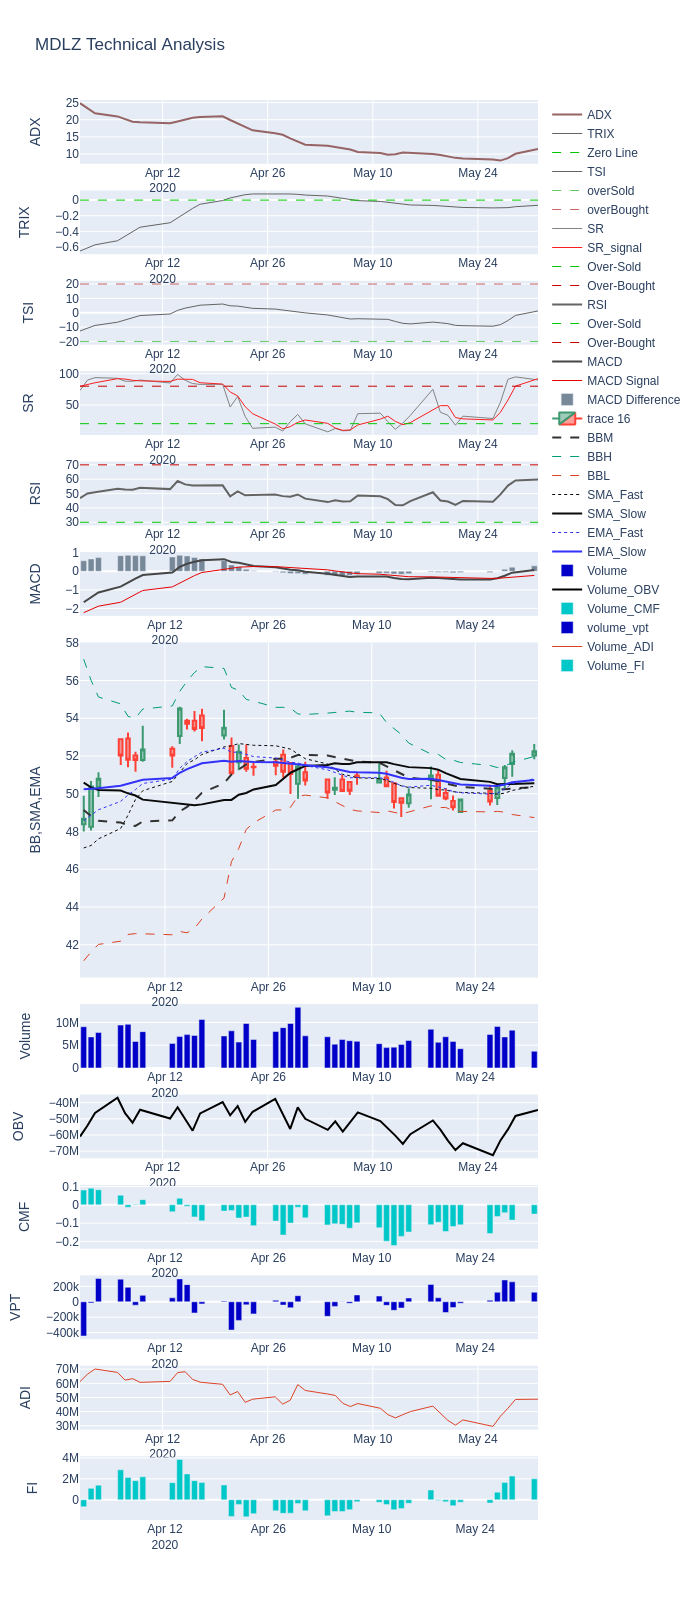 MDLZ Technical Analysis
ADX
25
20
15
10
Apr 12
2020
Apr 26
May 10
May 24
TRIX
0
−0.2
−0.4
−0.6
Apr 12
2020
Apr 26
May 10
May 24
TSI
20
10
0
−10
−20
Apr 12
2020
Apr 26
May 10
May 24
SR
100
50
Apr 12
2020
Apr 26
May 10
May 24
RSI
70
60
50
40
30
Apr 12
2020
Apr 26
May 10
May 24
MACD
1
0
−1
−2
Apr 12
2020
Apr 26
May 10
May 24
BB,SMA,EMA
58
56
54
52
50
48
46
44
42
Apr 12
2020
Apr 26
May 10
May 24
Volume
10M
5M
0
Apr 12
2020
Apr 26
May 10
May 24
OBV
−40M
−50M
−60M
−70M
Apr 12
2020
Apr 26
May 10
May 24
CMF
0.1
0
−0.1
−0.2
Apr 12
2020
Apr 26
May 10
May 24
VPT
200k
0
−200k
−400k
Apr 12
2020
Apr 26
May 10
May 24
ADI
70M
60M
50M
40M
30M
Apr 12
2020
Apr 26
May 10
May 24
FI
4M
2M
0
Apr 12
2020
Apr 26
May 10
May 24
ADX
TRIX
Zero Line
TSI
overSold
overBought
SR
SR_signal
Over-Sold
Over-Bought
RSI
Over-Sold
Over-Bought
MACD
MACD Signal
MACD Difference
trace 16
BBM
BBH
BBL
SMA_Fast
SMA_Slow
EMA_Fast
EMA_Slow
Volume
Volume_OBV
Volume_CMF
volume_vpt
Volume_ADI
Volume_FI